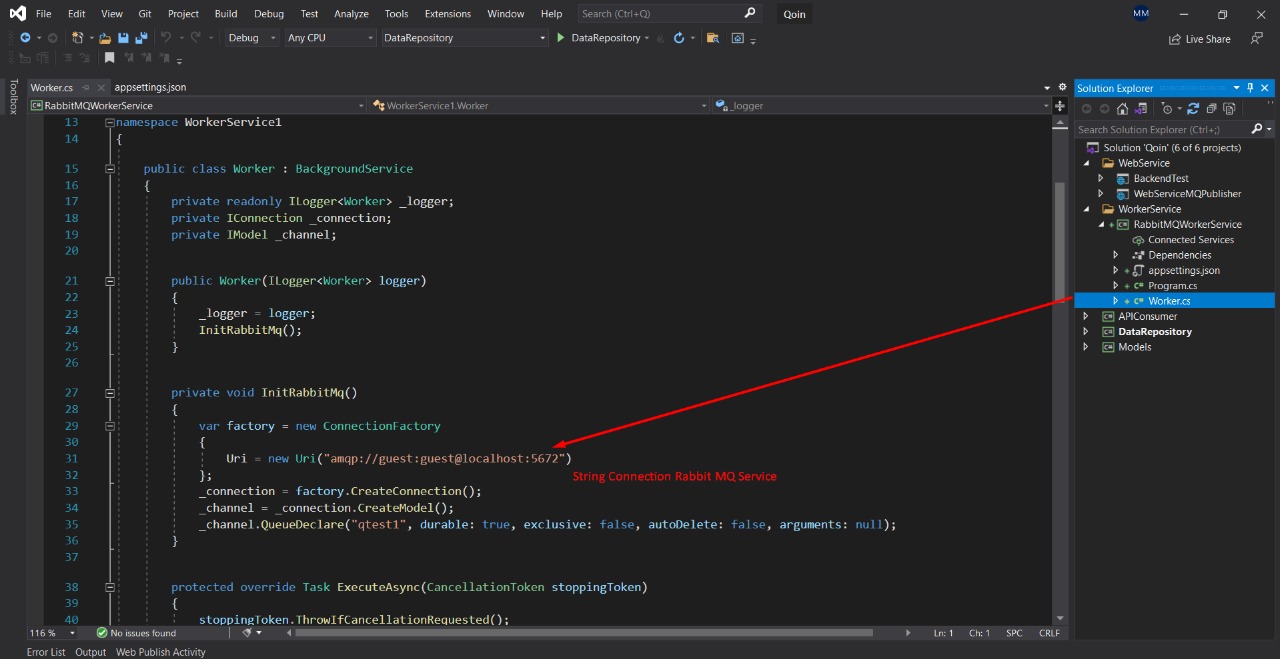 File Edit View Git Project Build Debug Test Analyze Tools Extensions Window Help Search (Ctrl+Q) Qoin MM
Debug Any CPU DataRepository DataRepository Live Share
Toolbox
Worker.cs appsettings.json
RabbitMQWorkerService WorkerService1.Worker _logger
13 namespace WorkerService1
14 {
15 public class Worker : BackgroundService
16 {
17 private readonly ILogger<Worker> _logger;
18 private IConnection _connection;
19 private IModel _channel;
20
21 public Worker(ILogger<Worker> logger)
22 {
23 _logger = logger;
24 InitRabbitMq();
25 }
26
27 private void InitRabbitMq()
28 {
29 var factory = new ConnectionFactory
30 {
31 Uri = new Uri("amqp://guest:guest@localhost:5672")
32 };
33 _connection = factory.CreateConnection();
34 _channel = _connection.CreateModel();
35 _channel.QueueDeclare("qtest1", durable: true, exclusive: false, autoDelete: false, arguments: null);
36 }
37
38 protected override Task ExecuteAsync(CancellationToken stoppingToken)
39 {
40 stoppingToken.ThrowIfCancellationRequested();
String Connection Rabbit MQ Service
116 % No issues found Ln: 1 Ch: 1 SPC CRLF
Error List Output Web Publish Activity
Solution Explorer
Search Solution Explorer (Ctrl+;)
Solution 'Qoin' (6 of 6 projects)
WebService
BackendTest
WebServiceMQPublisher
WorkerService
RabbitMQWorkerService
Connected Services
Dependencies
appsettings.json
Program.cs
Worker.cs
APIConsumer
DataRepository
Models